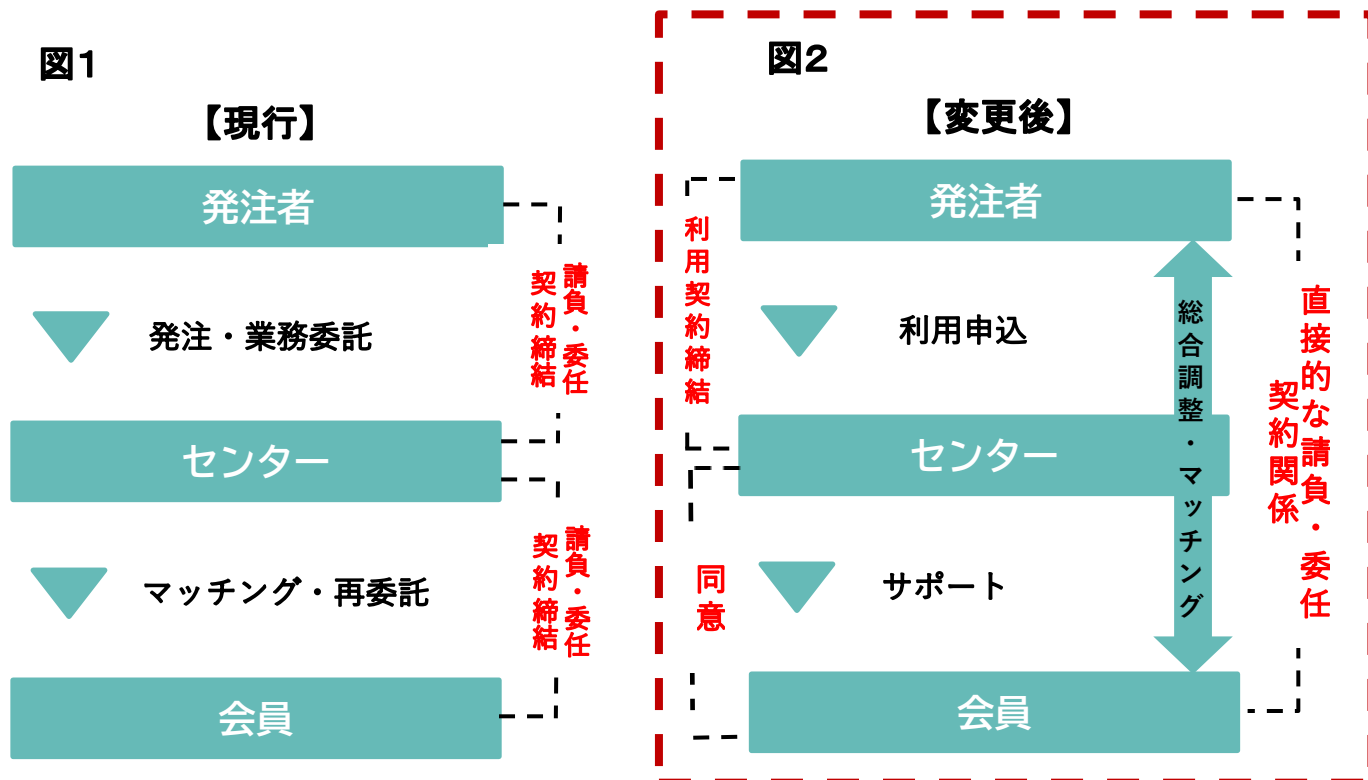 図1
【現行】
発注者
請負・委任
契約締結
発注・業務委託
センター
請負・委任
契約締結
マッチング・再委託
会員
図2
【変更後】
発注者
利用契約締結
利用申込
総合調整・マッチング
直接的な請負・委任
契約関係
センター
同意
サポート
会員